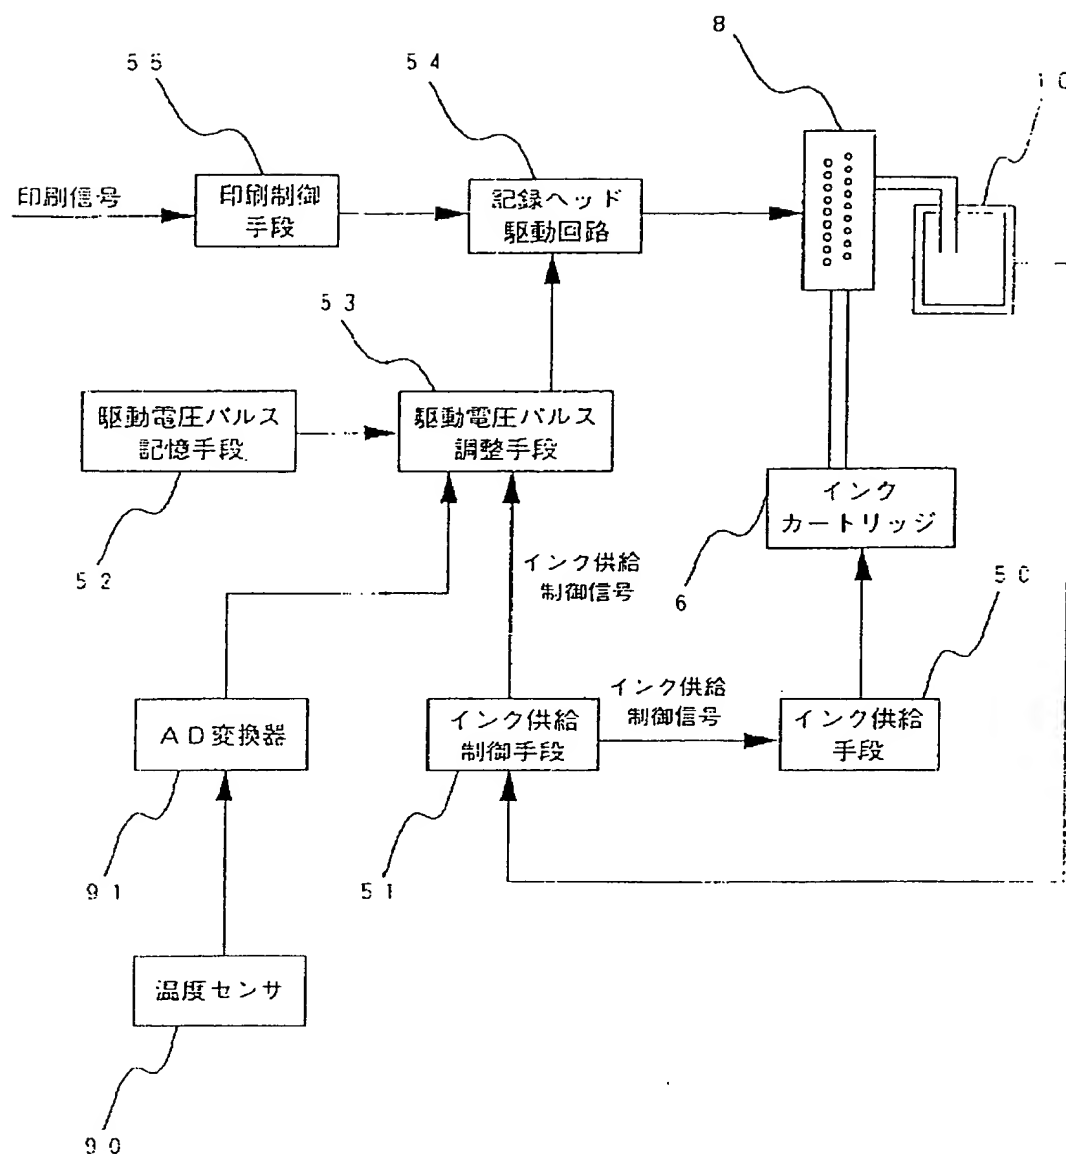 8
55
54
10
印刷信号
印刷制御
手段
記録ヘッド
駆動回路
53
駆動電圧パルス
記憶手段
駆動電圧パルス
調整手段
インク
カートリッジ
52
インク供給
制御信号
6
50
AD変換器
インク供給
制御手段
インク供給
制御信号
インク供給
手段
91
51
温度センサ
90